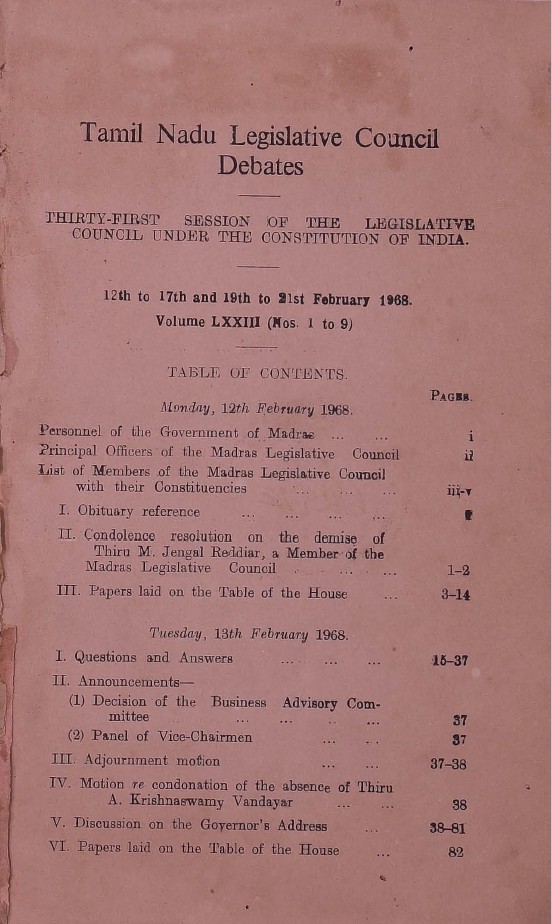 Tamil Nadu Legislative Council
Debates
THIRTY-FIRST SESSION OF THE LEGISLATIVE
COUNCIL UNDER THE CONSTITUTION OF INDIA.
12th to 17th and 19th to 21st February 1968.
Volume LXXIII (Nos. 1 to 9)
TABLE OF CONTENTS.
PAGES.
Monday, 12th February 1968.
Personnel of the Government of Madras ... ... i
Principal Officers of the Madras Legislative Council ii
List of Members of the Madras Legislative Council
with their Constituencies ... ... ... iii-v
I. Obituary reference ... ... ... ...
II. Condolence resolution on the demise of
Thiru M. Jengal Reddiar, a Member of the
Madras Legislative Council ... ... 1-2
III. Papers laid on the Table of the House ... 3-14
Tuesday, 13th February 1968.
I. Questions and Answers ... ... ... 15-37
II. Announcements—
(1) Decision of the Business Advisory Com-
mittee ... ... ... ... 37
(2) Panel of Vice-Chairmen ... ... 37
III. Adjournment motion ... ... 37-38
IV. Motion re condonation of the absence of Thiru
A. Krishnaswamy Vandayar ... ... 38
V. Discussion on the Governor's Address ... 38-81
VI. Papers laid on the Table of the House ... 82